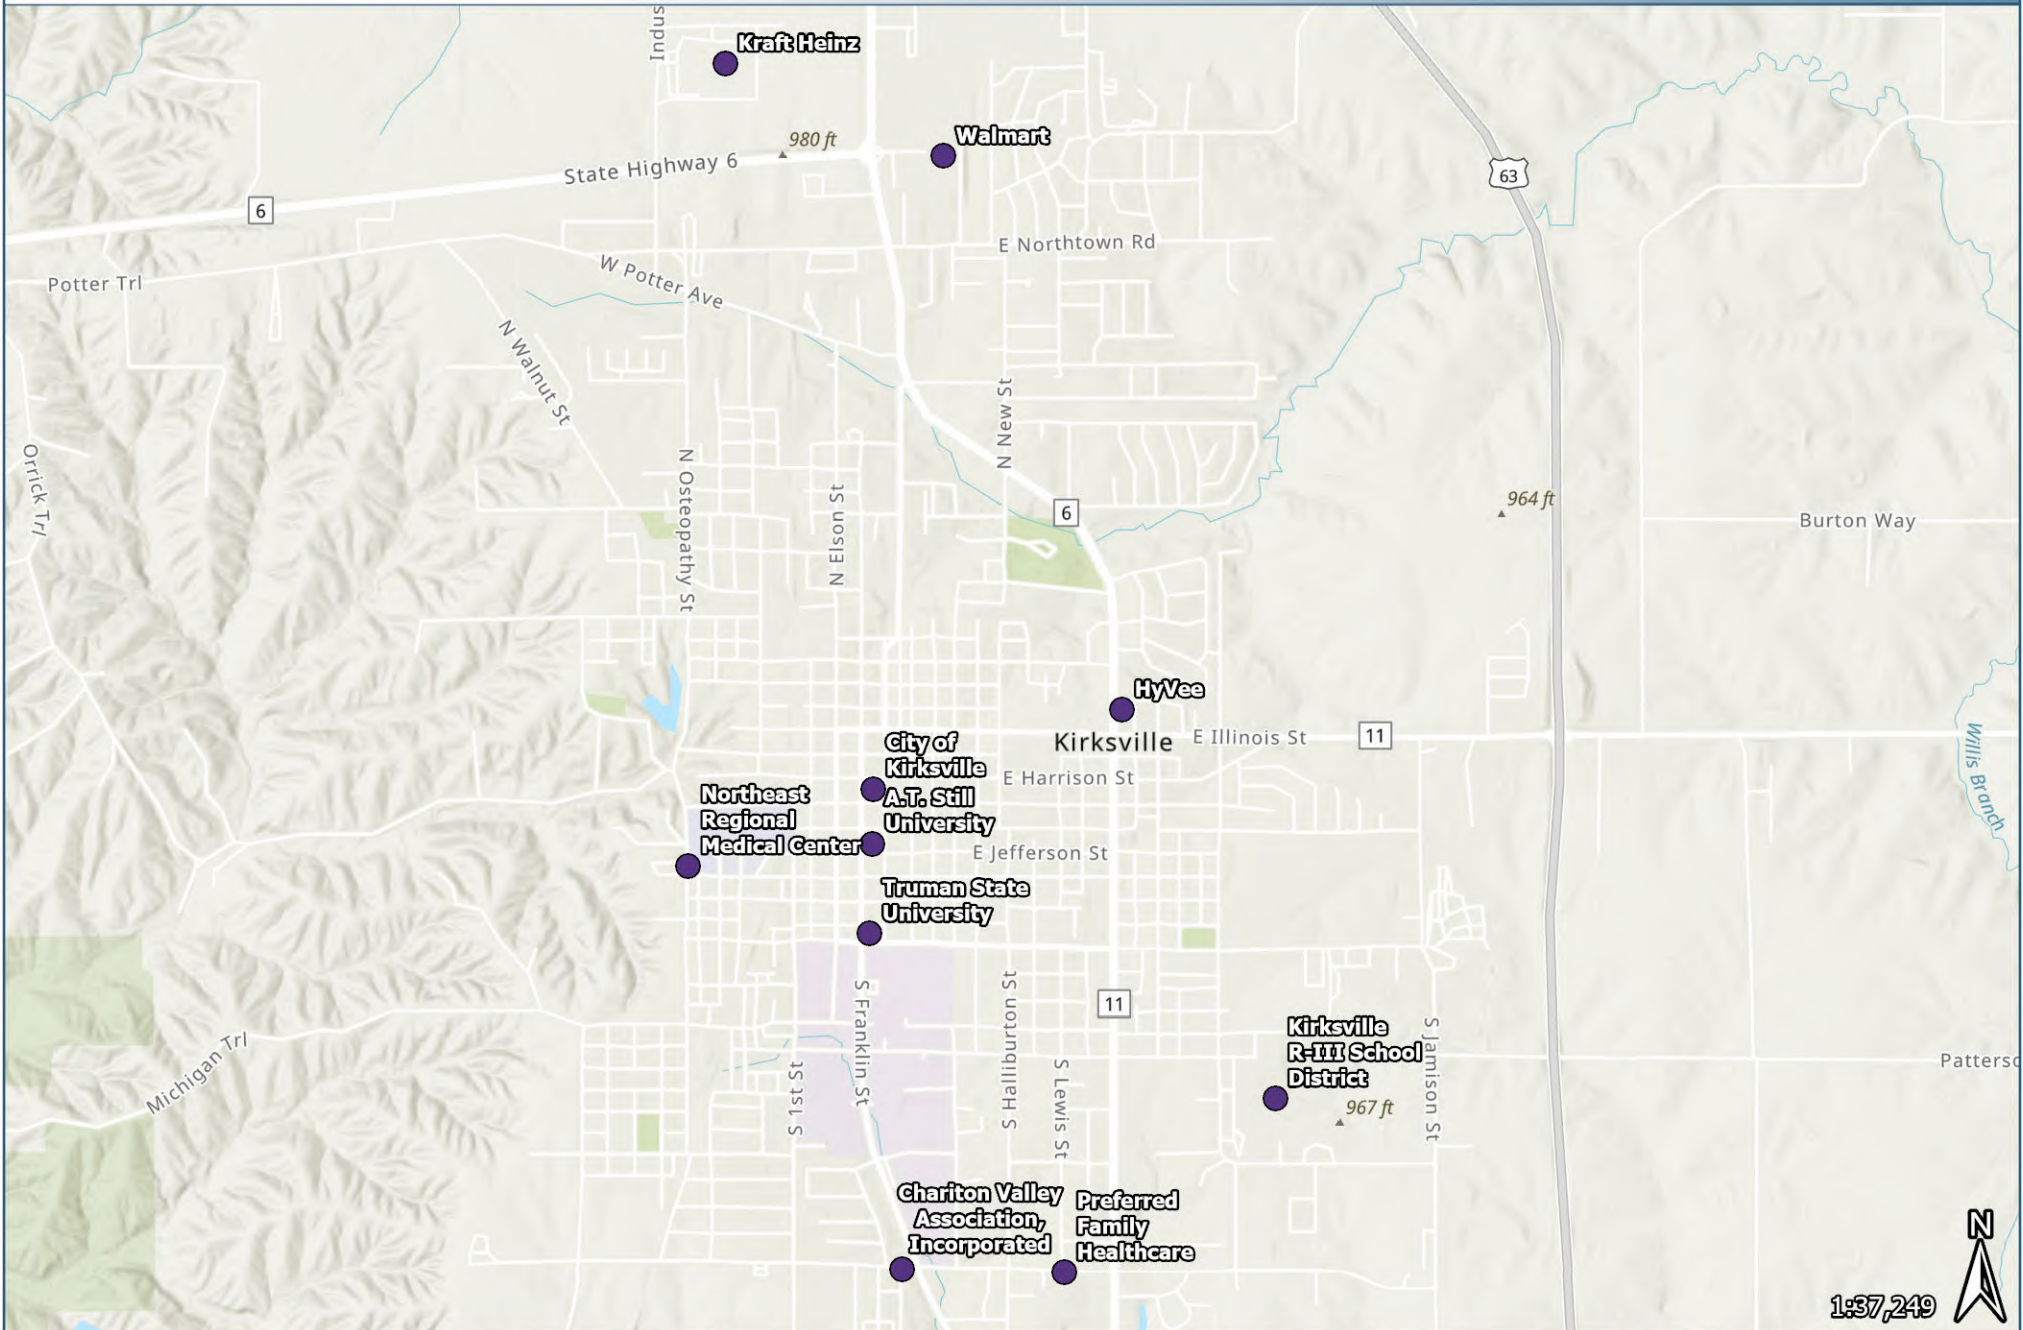 Indus
Kraft Heinz
Walmart
980 ft
State Highway 6
63
6
E Northtown Rd
W Potter Ave
Potter Trl
N Walnut St
N New St
Orrick Trl
N Osteopathy St
N Elson St
6
964 ft
Burton Way
HyVee
Kirksville
E Illinois St
11
Willis Branch
City of
Kirksville
E Harrison St
Northeast
Regional
Medical Center
A.T. Still
University
E Jefferson St
Truman State
University
S Franklin St
S Halliburton St
11
Kirksville
R-III School
District
S Jamison St
Patterso
Michigan Trl
S 1st St
S Lewis St
967 ft
Chariton Valley
Association,
Incorporated
Preferred
Family
Healthcare
N
1:37,249